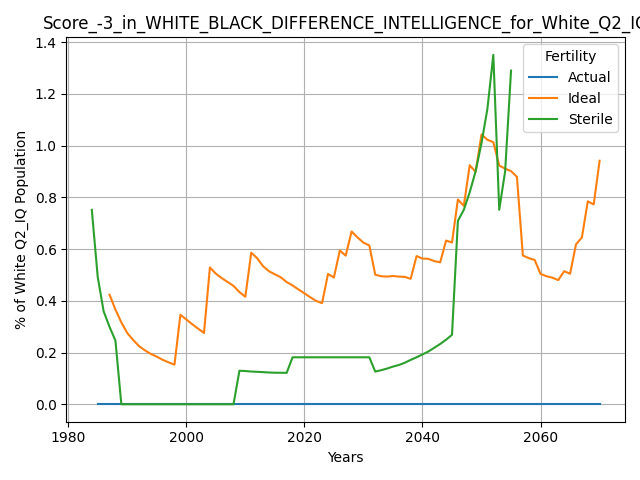 Score_-3_in_WHITE_BLACK_DIFFERENCE_INTELLIGENCE_for_White_Q2_IQ
Fertility
Actual
Ideal
Sterile
% of White Q2_IQ Population
1.4
1.2
1.0
0.8
0.6
0.4
0.2
0.0
1980
2000
2020
2040
2060
Years